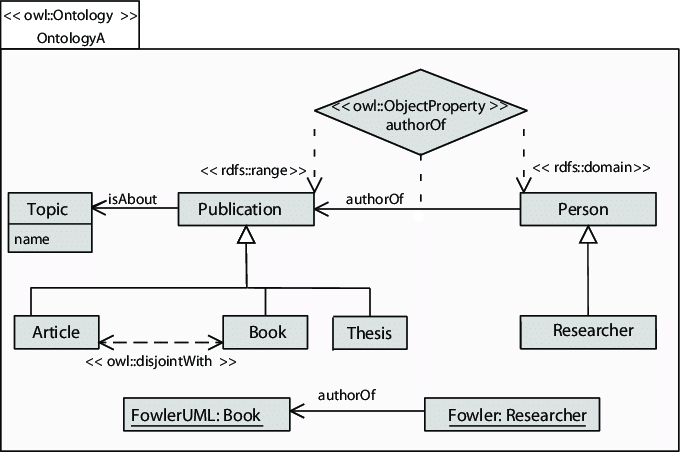 << owl::Ontology >>
OntologyA
<< owl::ObjectProperty >>
authorOf
<< rdfs::range>>
<< rdfs::domain>>
Topic
name
isAbout
Publication
authorOf
Person
Article
Book
Thesis
Researcher
<< owl::disjointWith >>
FowlerUML: Book
authorOf
Fowler: Researcher